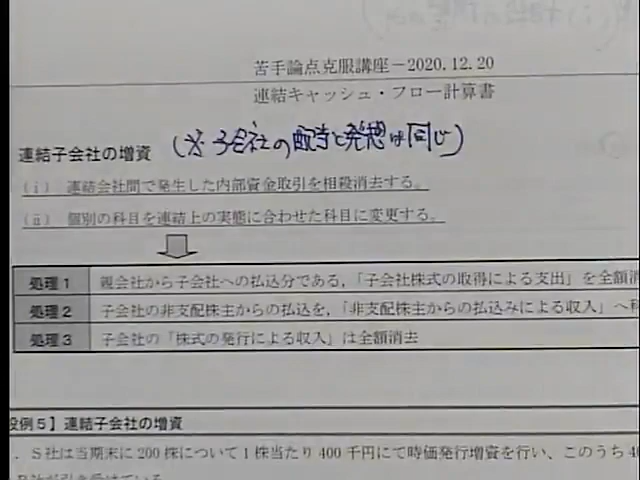 苦手論点克服講座－2020.12.20
連結キャッシュ・フロー計算書
連結子会社の増資 (※子会社の配当と発想は同じ)
(ⅰ) 連結会社間で発生した内部資金取引を相殺消去する。
(ⅱ) 個別の科目を連結上の実態に合わせた科目に変更する。
処理1 親会社から子会社への払込分である,「子会社株式の取得による支出」を全額消
処理2 子会社の非支配株主からの払込を,「非支配株主からの払込みによる収入」へ
処理3 子会社の「株式の発行による収入」は全額消去
例5】連結子会社の増資
. S社は当期末に200株について1株当たり400千円にて時価発行増資を行い、このうち4